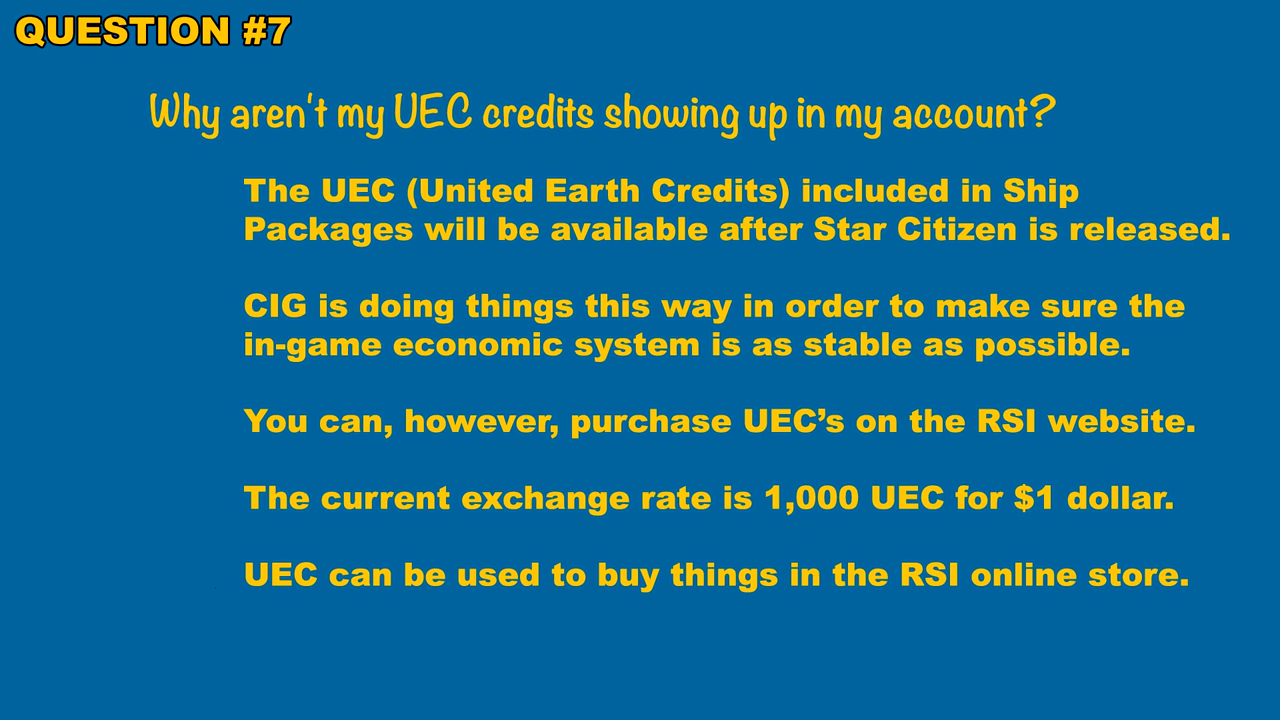 QUESTION #7
Why aren't my UEC credits showing up in my account?
The UEC (United Earth Credits) included in Ship
Packages will be available after Star Citizen is released.
CIG is doing things this way in order to make sure the
in-game economic system is as stable as possible.
You can, however, purchase UEC’s on the RSI website.
The current exchange rate is 1,000 UEC for $1 dollar.
UEC can be used to buy things in the RSI online store.